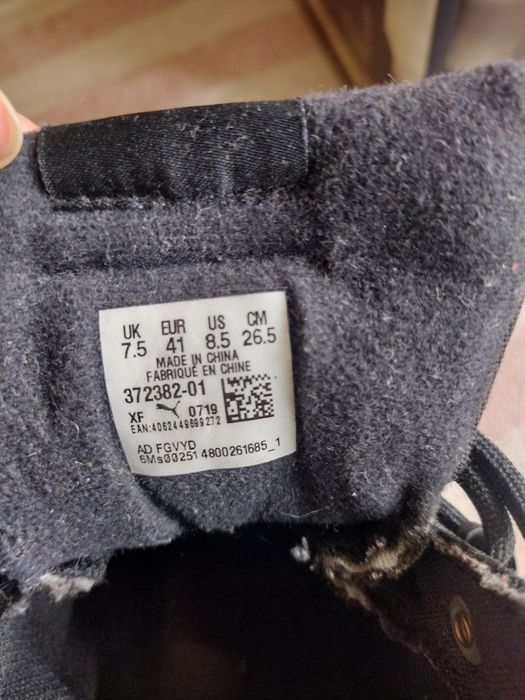 UK EUR US CM
7.5 41 8.5 26.5
MADE IN CHINA
FABRIQUÉ EN CHINE
372382-01
XF 0719
EAN:4062449699272
AD FGVYD
6Ms00251 4800261685_1